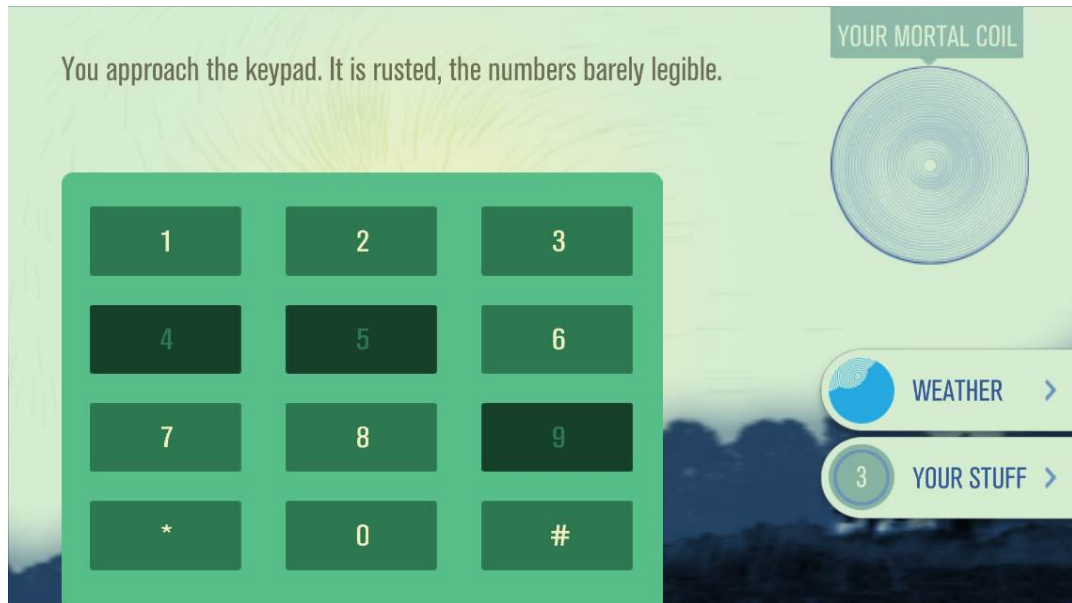 YOUR MORTAL COIL
You approach the keypad. It is rusted, the numbers barely legible.
1 2 3
4 5 6
7 8 9
* 0 #
WEATHER >
3 YOUR STUFF >